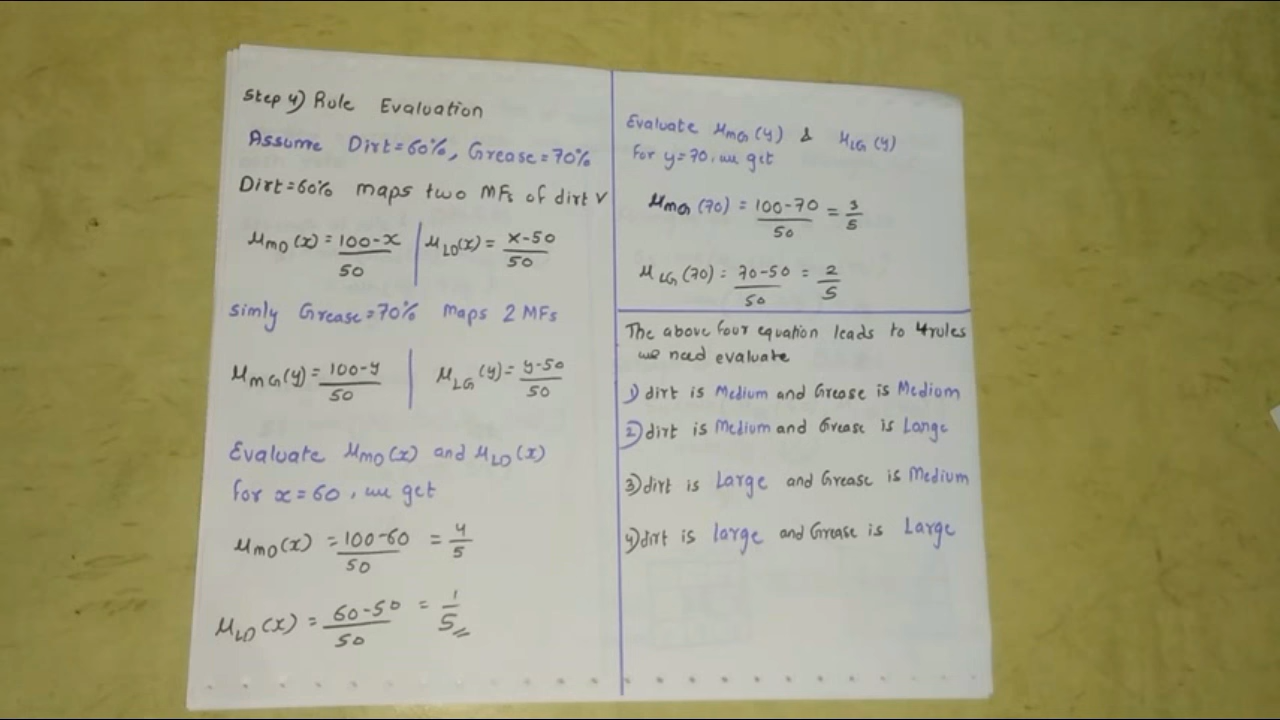 Step 4) Rule Evaluation
Assume Dirt=60%, Grease=70%
Dirt=60% maps two MFs of dirt v
μmD(x) = 100-x/50 | μLD(x) = x-50/50
simly Grease=70% maps 2 MFs
μmG(y) = 100-y/50 | μLG(y) = y-50/50
Evaluate μmD(x) and μLD(x)
for x=60, we get
μmD(x) = 100-60/50 = 4/5
μLD(x) = 60-50/50 = 1/5
Evaluate μmG(y) & μLG(y)
for y=70, we get
μmG(70) = 100-70/50 = 3/5
μLG(70) = 70-50/50 = 2/5
The above four equation leads to 4 rules
we need evaluate
1) dirt is Medium and Grease is Medium
2) dirt is Medium and Grease is Large
3) dirt is Large and Grease is Medium
4) dirt is large and Grease is Large